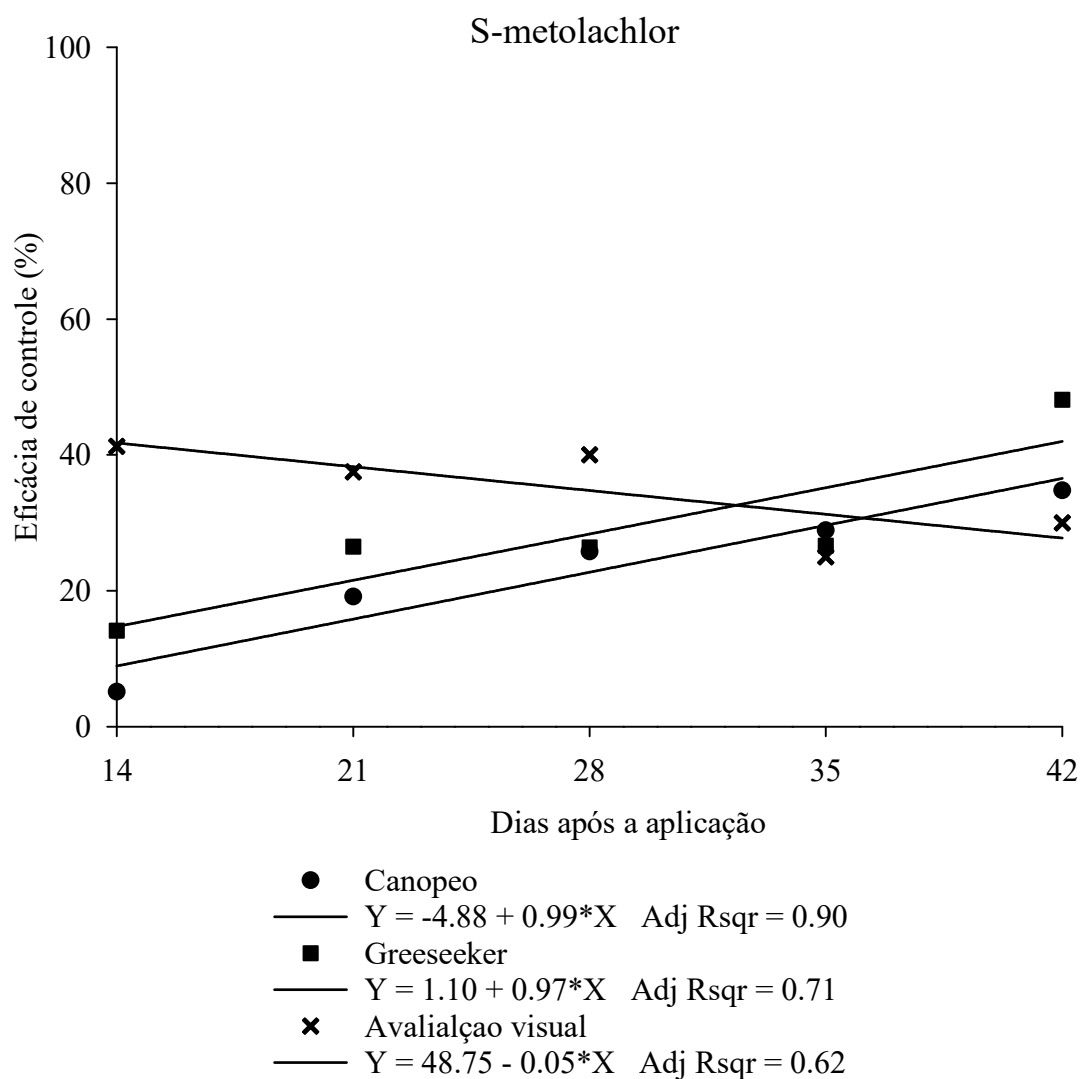 S-metolachlor
100
80
60
40
20
0
Eficácia de controle (%)
14 21 28 35 42
Dias após a aplicação
Canopeo
Y = -4.88 + 0.99*X Adj Rsqr = 0.90
Greeseeker
Y = 1.10 + 0.97*X Adj Rsqr = 0.71
Avalialçao visual
Y = 48.75 - 0.05*X Adj Rsqr = 0.62